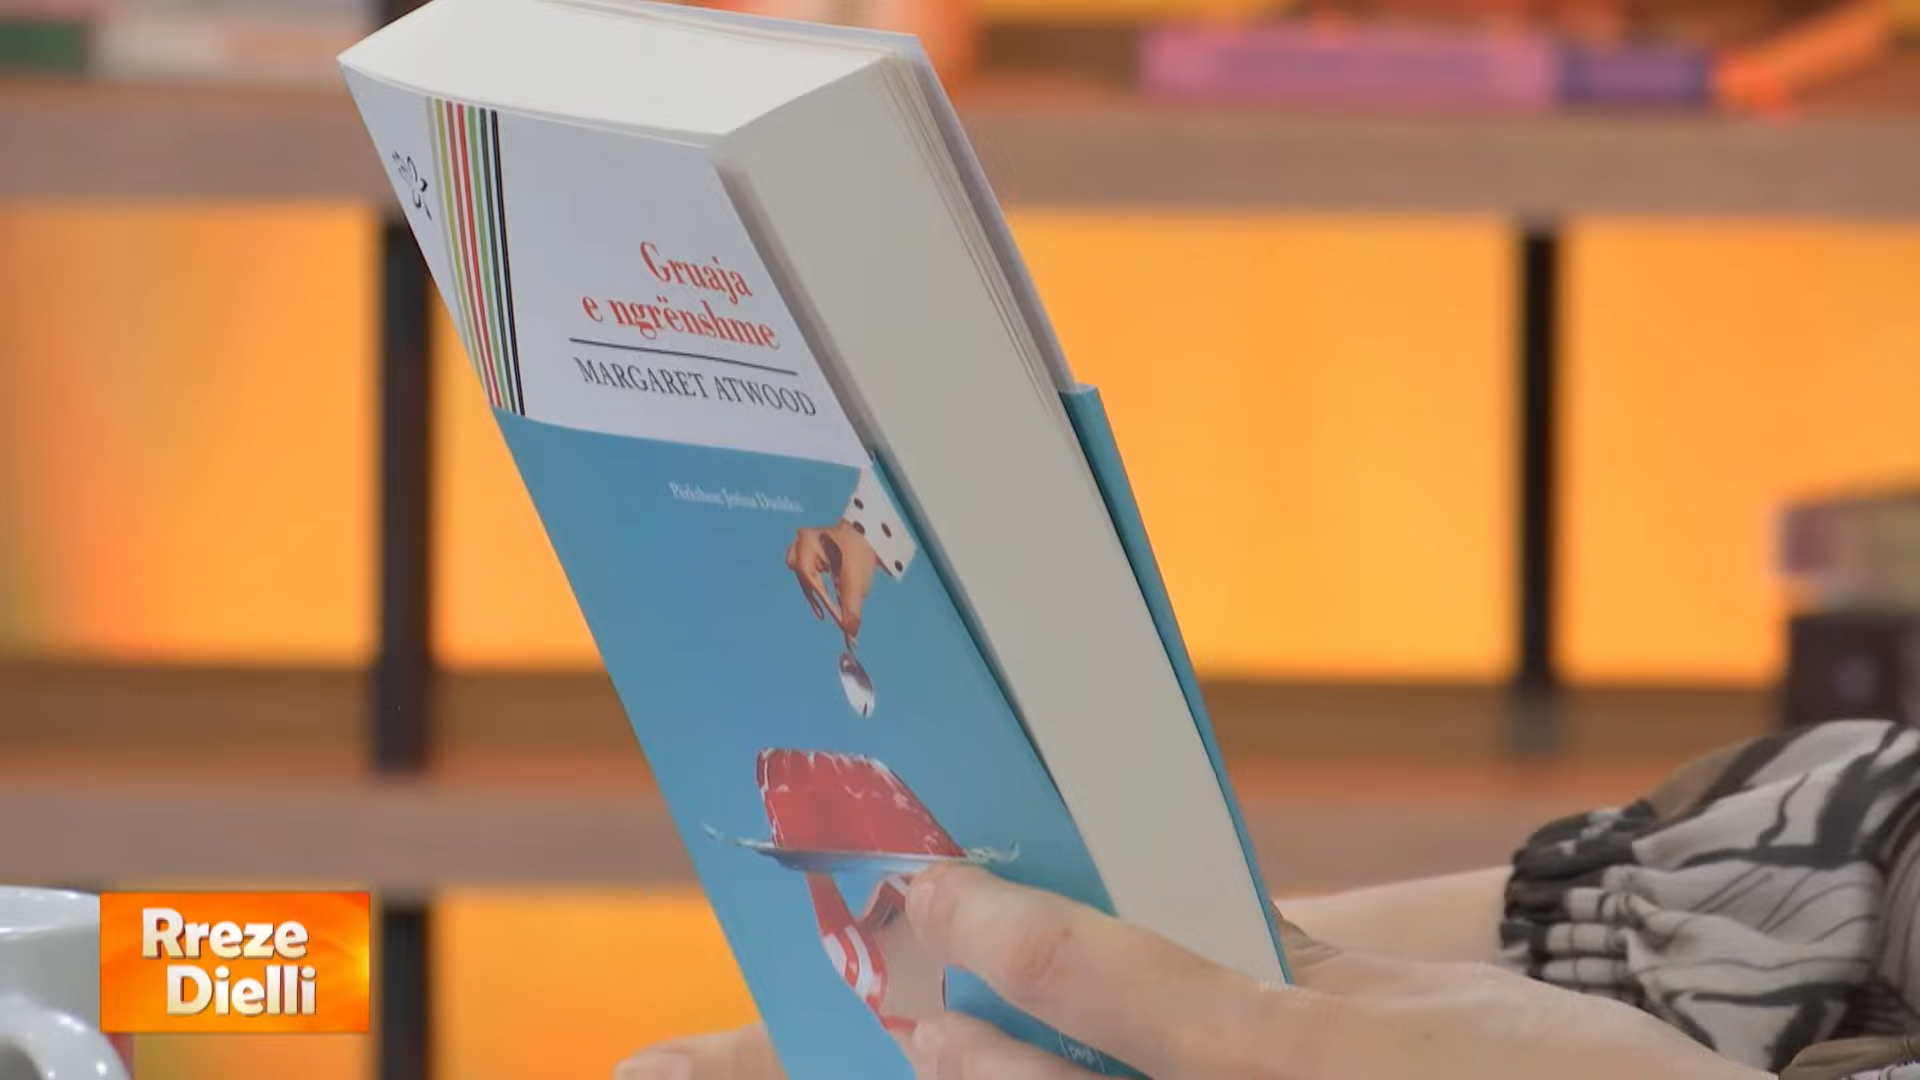 Gruaja
e ngrënshme
MARGARET ATWOOD
Rreze
Dielli